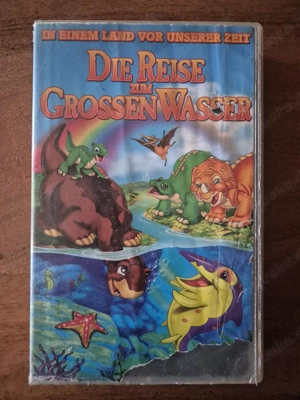 IN EINEM LAND VOR UNSERER ZEIT
DIE REISE
ZUM
GROSSEN WASSER